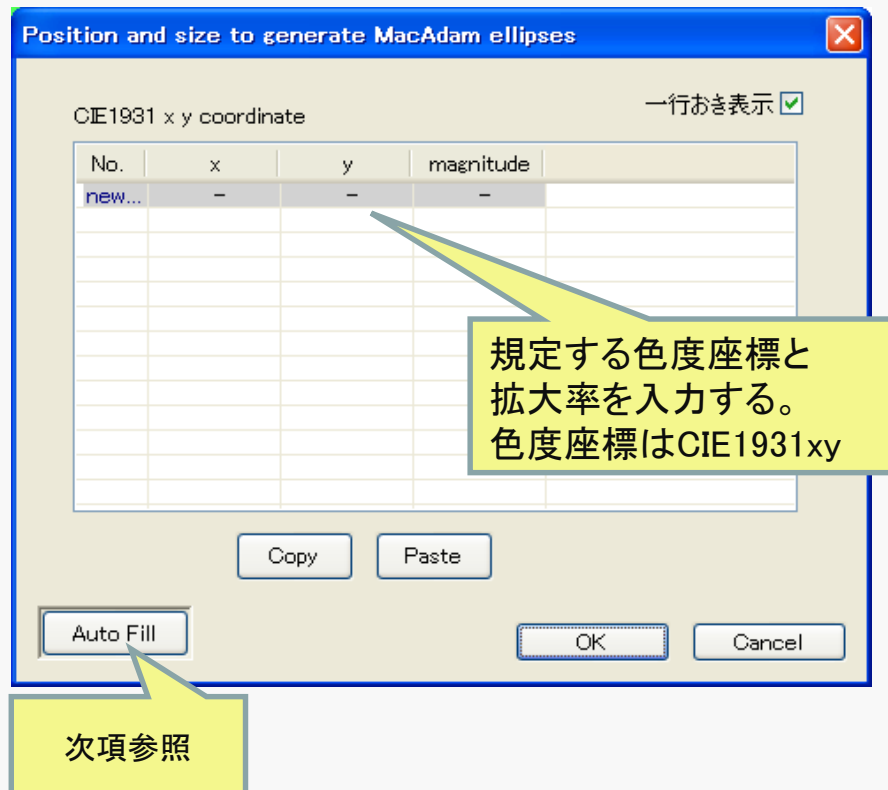 Position and size to generate MacAdam ellipses
一行おき表示
CIE1931 x y coordinate
No. x y magnitude
new... - - -
規定する色度座標と
拡大率を入力する。
色度座標はCIE1931xy
Copy Paste
Auto Fill OK Cancel
次項参照